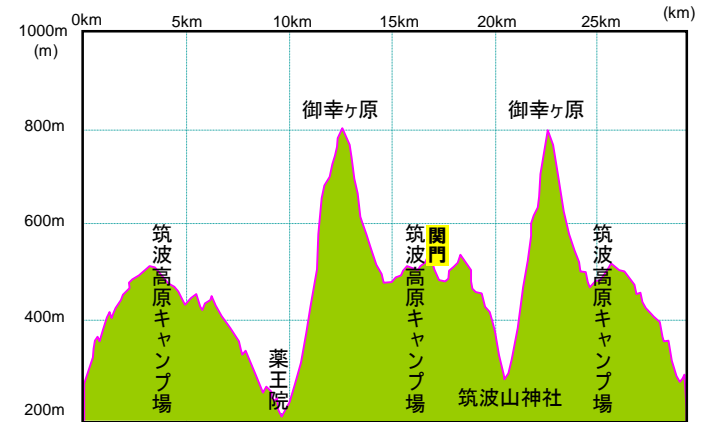 0km 5km 10km 15km 20km 25km (km)
1000m
(m)
800m
600m
400m
200m
御幸ヶ原 御幸ヶ原
筑波高原キャンプ場
薬王院
筑波高原キャンプ場
関門
筑波山神社
筑波高原キャンプ場